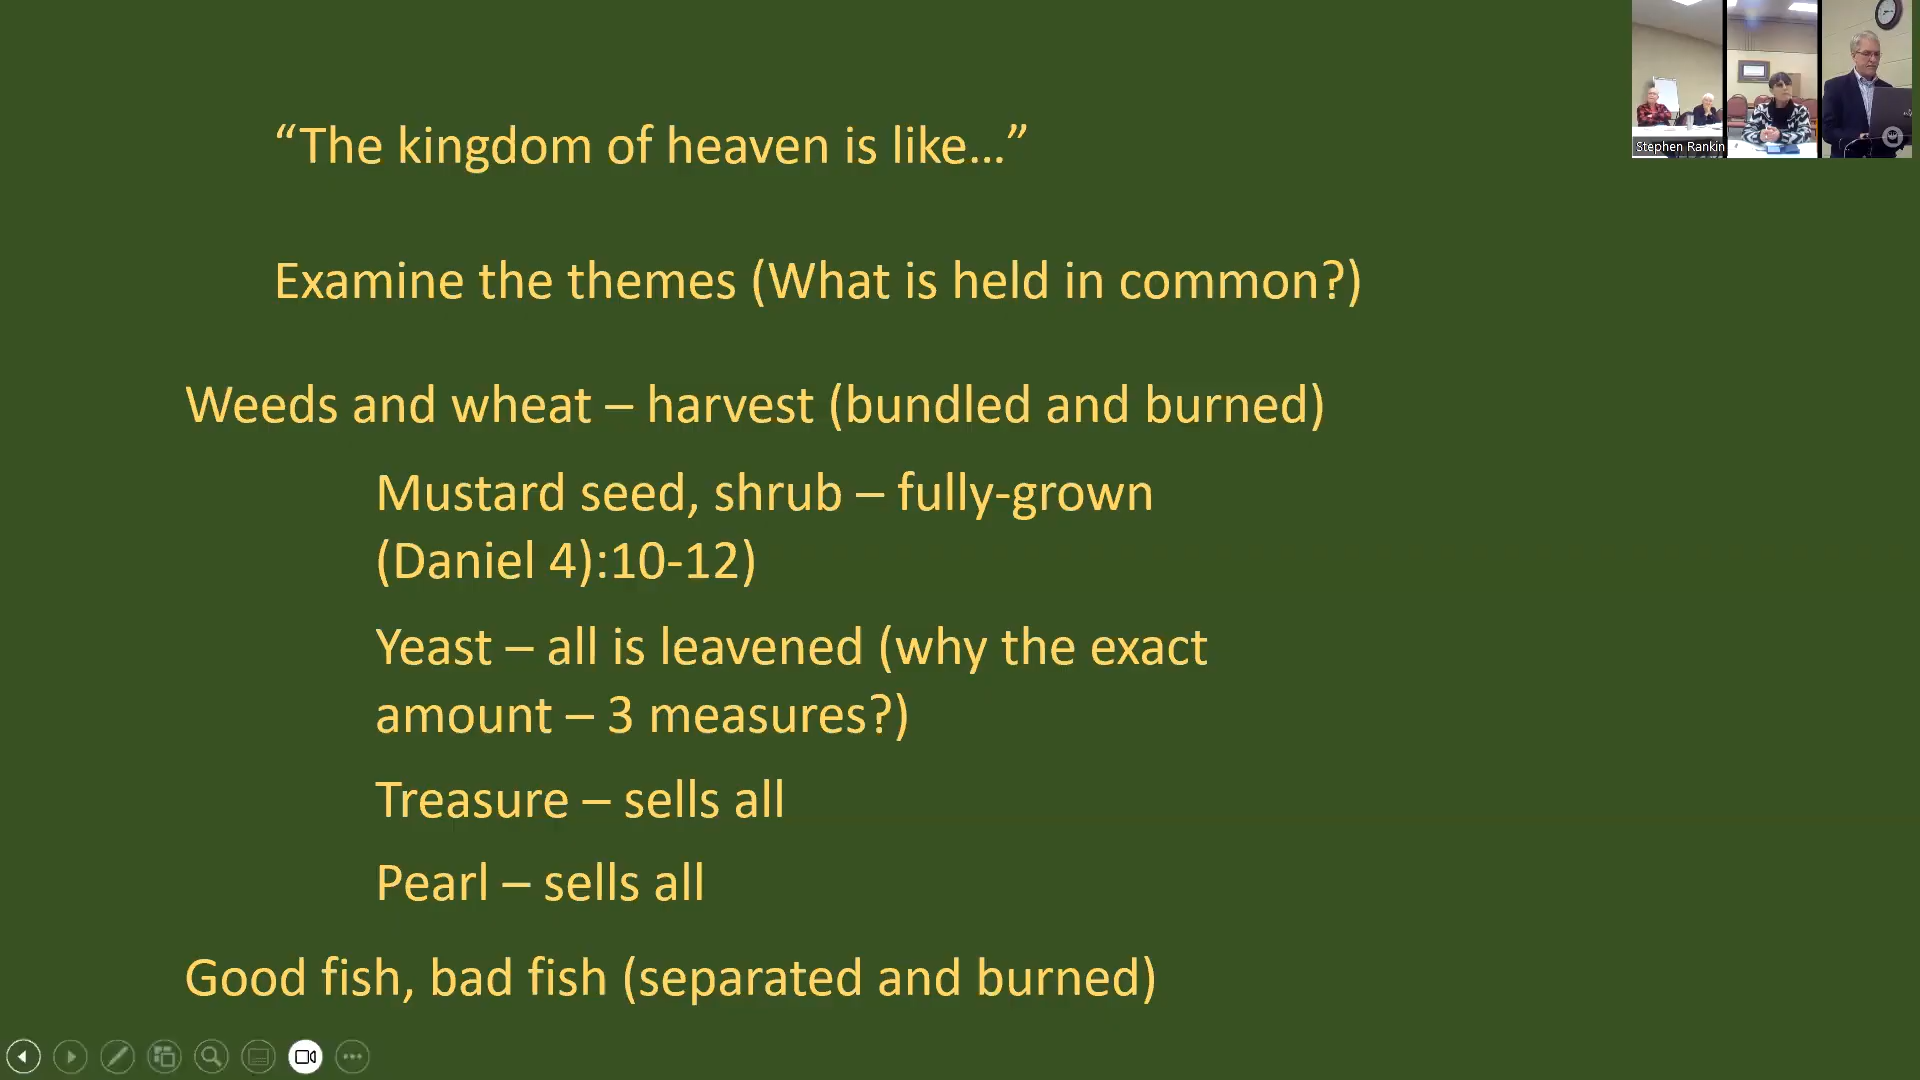 “The kingdom of heaven is like…”
Examine the themes (What is held in common?)
Weeds and wheat – harvest (bundled and burned)
Mustard seed, shrub – fully-grown
(Daniel 4):10-12)
Yeast – all is leavened (why the exact
amount – 3 measures?)
Treasure – sells all
Pearl – sells all
Good fish, bad fish (separated and burned)
Stephen Rankin